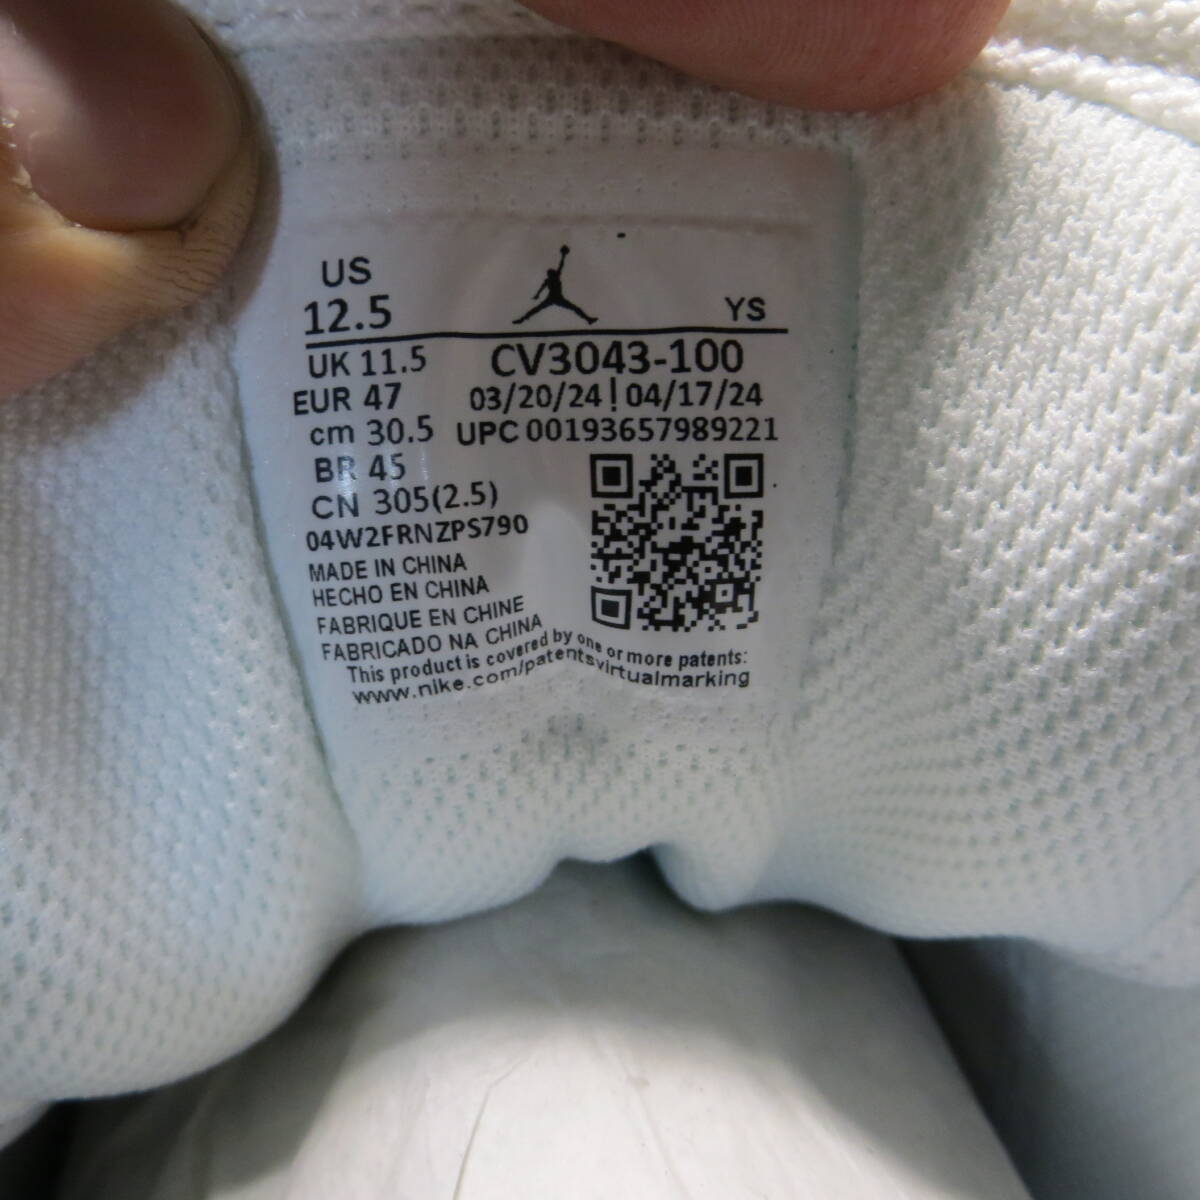 US
12.5
YS
UK 11.5
CV3043-100
EUR 47
03/20/24 | 04/17/24
cm 30.5
UPC 00193657989221
BR 45
CN 305(2.5)
04W2FRNZPS790
MADE IN CHINA
HECHO EN CHINA
FABRIQUE EN CHINE
FABRICADO NA CHINA
This product is covered by one or more patents:
www.nike.com/patentsvirtualmarking